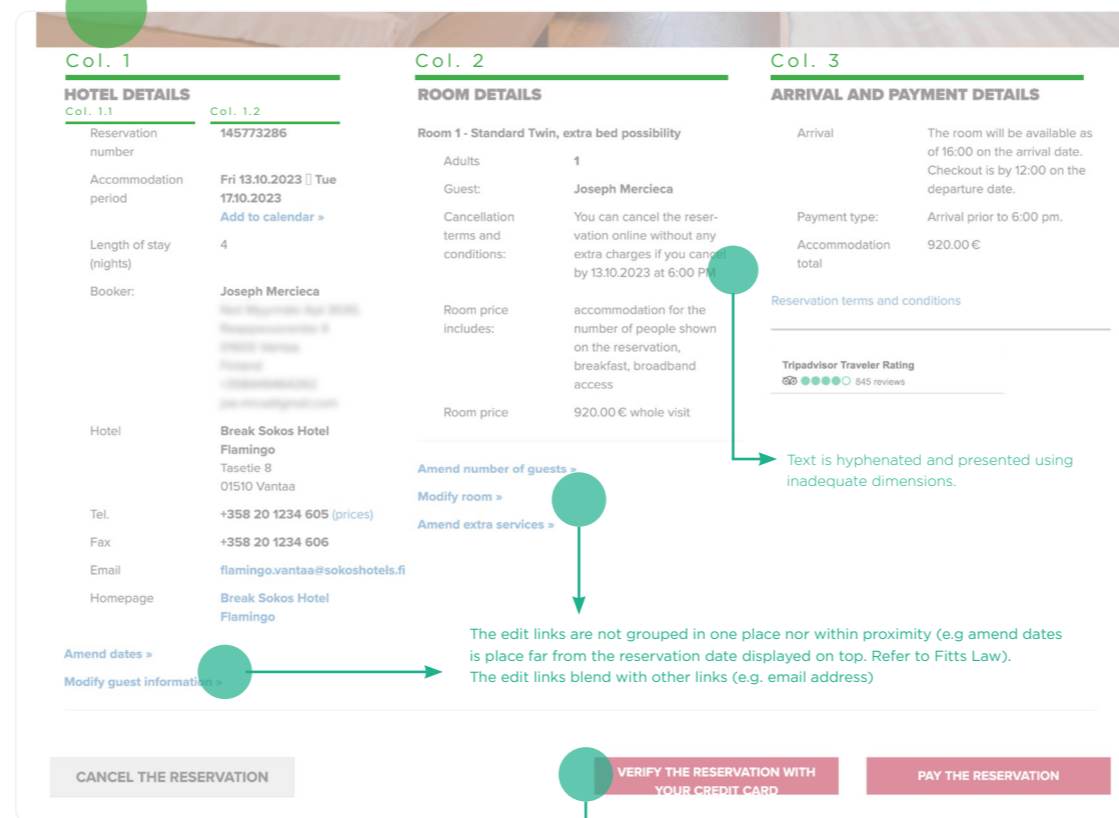 Col. 1
HOTEL DETAILS
Col. 1.1
Col. 1.2
Reservation
number
145773286
Accommodation
period
Fri 13.10.2023 ▯ Tue
17.10.2023
Add to calendar »
Length of stay
(nights)
4
Booker:
Joseph Mercieca
Hotel
Break Sokos Hotel
Flamingo
Tasetie 8
01510 Vantaa
Tel.
+358 20 1234 605 (prices)
Fax
+358 20 1234 606
Email
flamingo.vantaa@sokoshotels.fi
Homepage
Break Sokos Hotel
Flamingo
Amend dates »
Modify guest information »
Col. 2
ROOM DETAILS
Room 1 - Standard Twin, extra bed possibility
Adults
1
Guest:
Joseph Mercieca
Cancellation
terms and
conditions:
You can cancel the reser-
vation online without any
extra charges if you cancel
by 13.10.2023 at 6:00 PM
Room price
includes:
accommodation for the
number of people shown
on the reservation,
breakfast, broadband
access
Room price
920.00 € whole visit
Amend number of guests »
Modify room »
Amend extra services »
Col. 3
ARRIVAL AND PAYMENT DETAILS
Arrival
The room will be available as
of 16:00 on the arrival date.
Checkout is by 12:00 on the
departure date.
Payment type:
Arrival prior to 6:00 pm.
Accommodation
total
920.00 €
Reservation terms and conditions
Tripadvisor Traveler Rating
845 reviews
Text is hyphenated and presented using
inadequate dimensions.
The edit links are not grouped in one place nor within proximity (e.g amend dates
is place far from the reservation date displayed on top. Refer to Fitts Law).
The edit links blend with other links (e.g. email address)
CANCEL THE RESERVATION
VERIFY THE RESERVATION WITH
YOUR CREDIT CARD
PAY THE RESERVATION